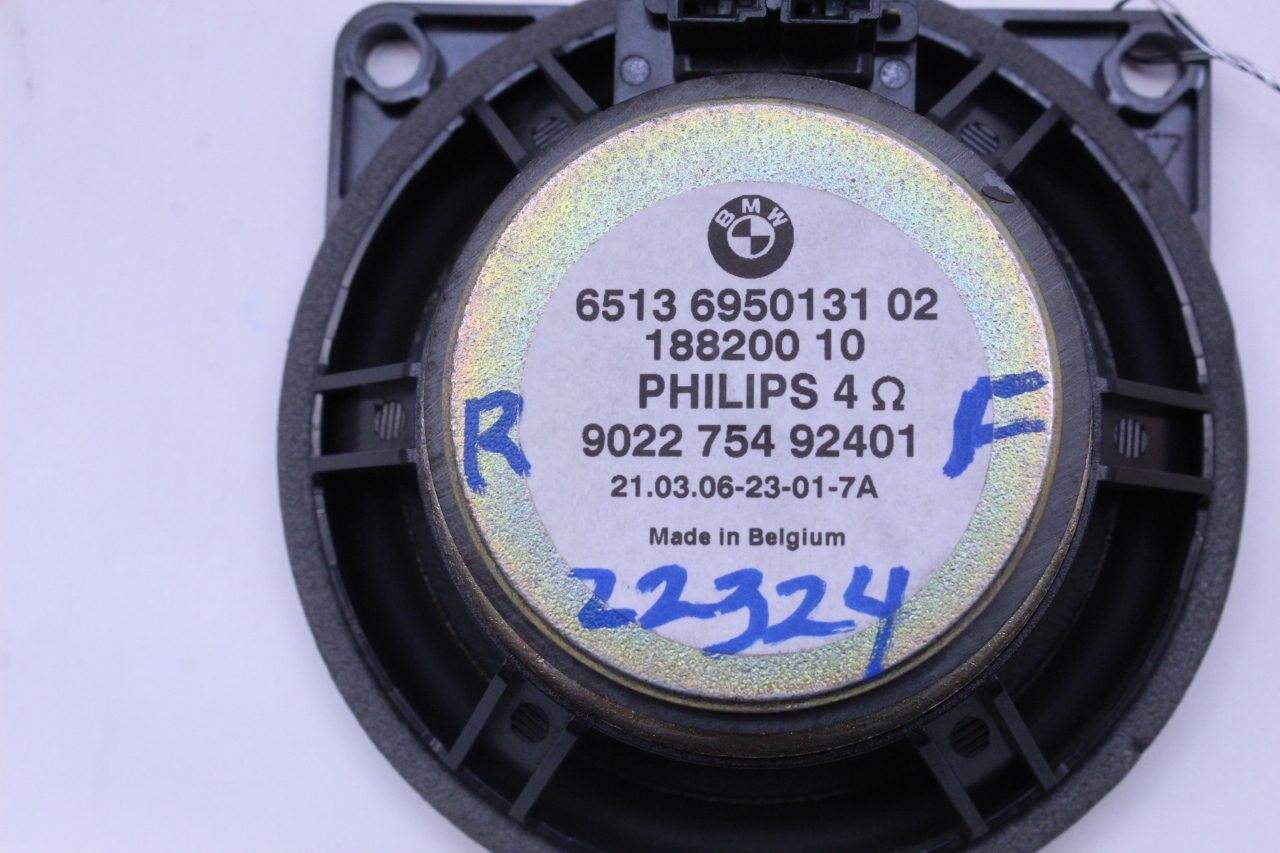 BMW
6513 6950131 02
188200 10
PHILIPS 4 Ω
9022 754 92401
R F
21.03.06-23-01-7A
Made in Belgium
22324